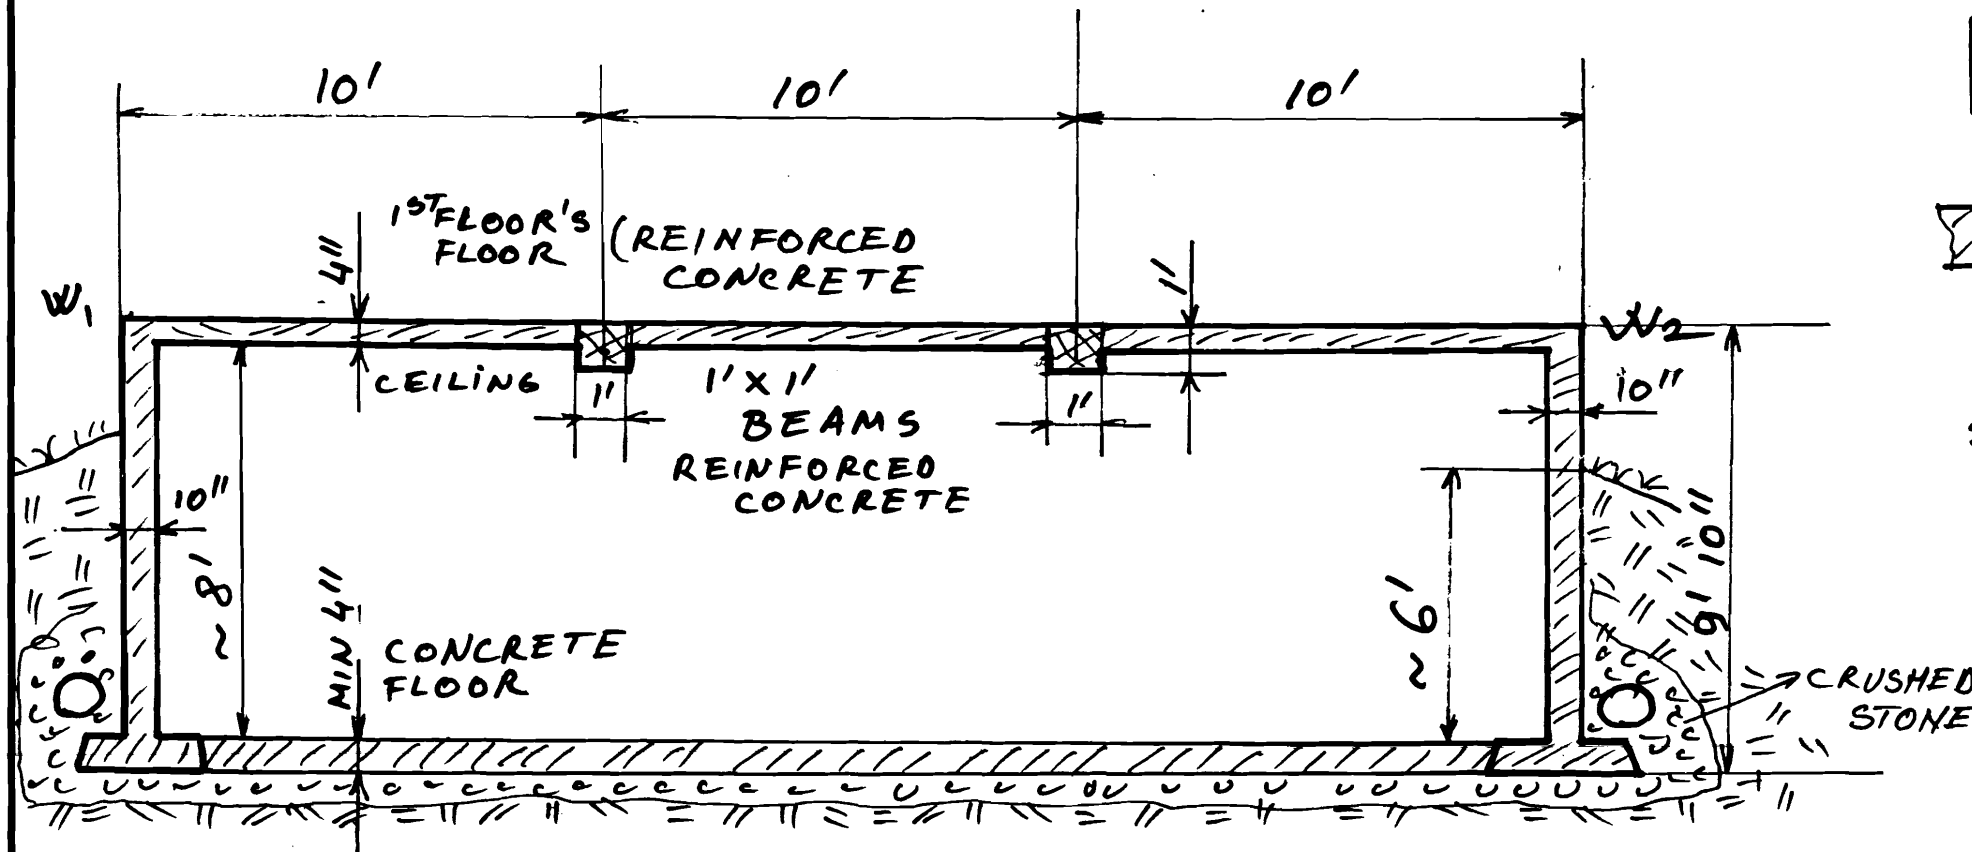 10' 10' 10'
1ST FLOOR'S
FLOOR
(REINFORCED
CONCRETE
4"
1'
W1
W2
CEILING
1'
1' X 1'
BEAMS
REINFORCED
CONCRETE
1'
10"
10"
~ 8'
~ 6'
9' 10"
MIN 4"
CONCRETE
FLOOR
CRUSHED
STONE